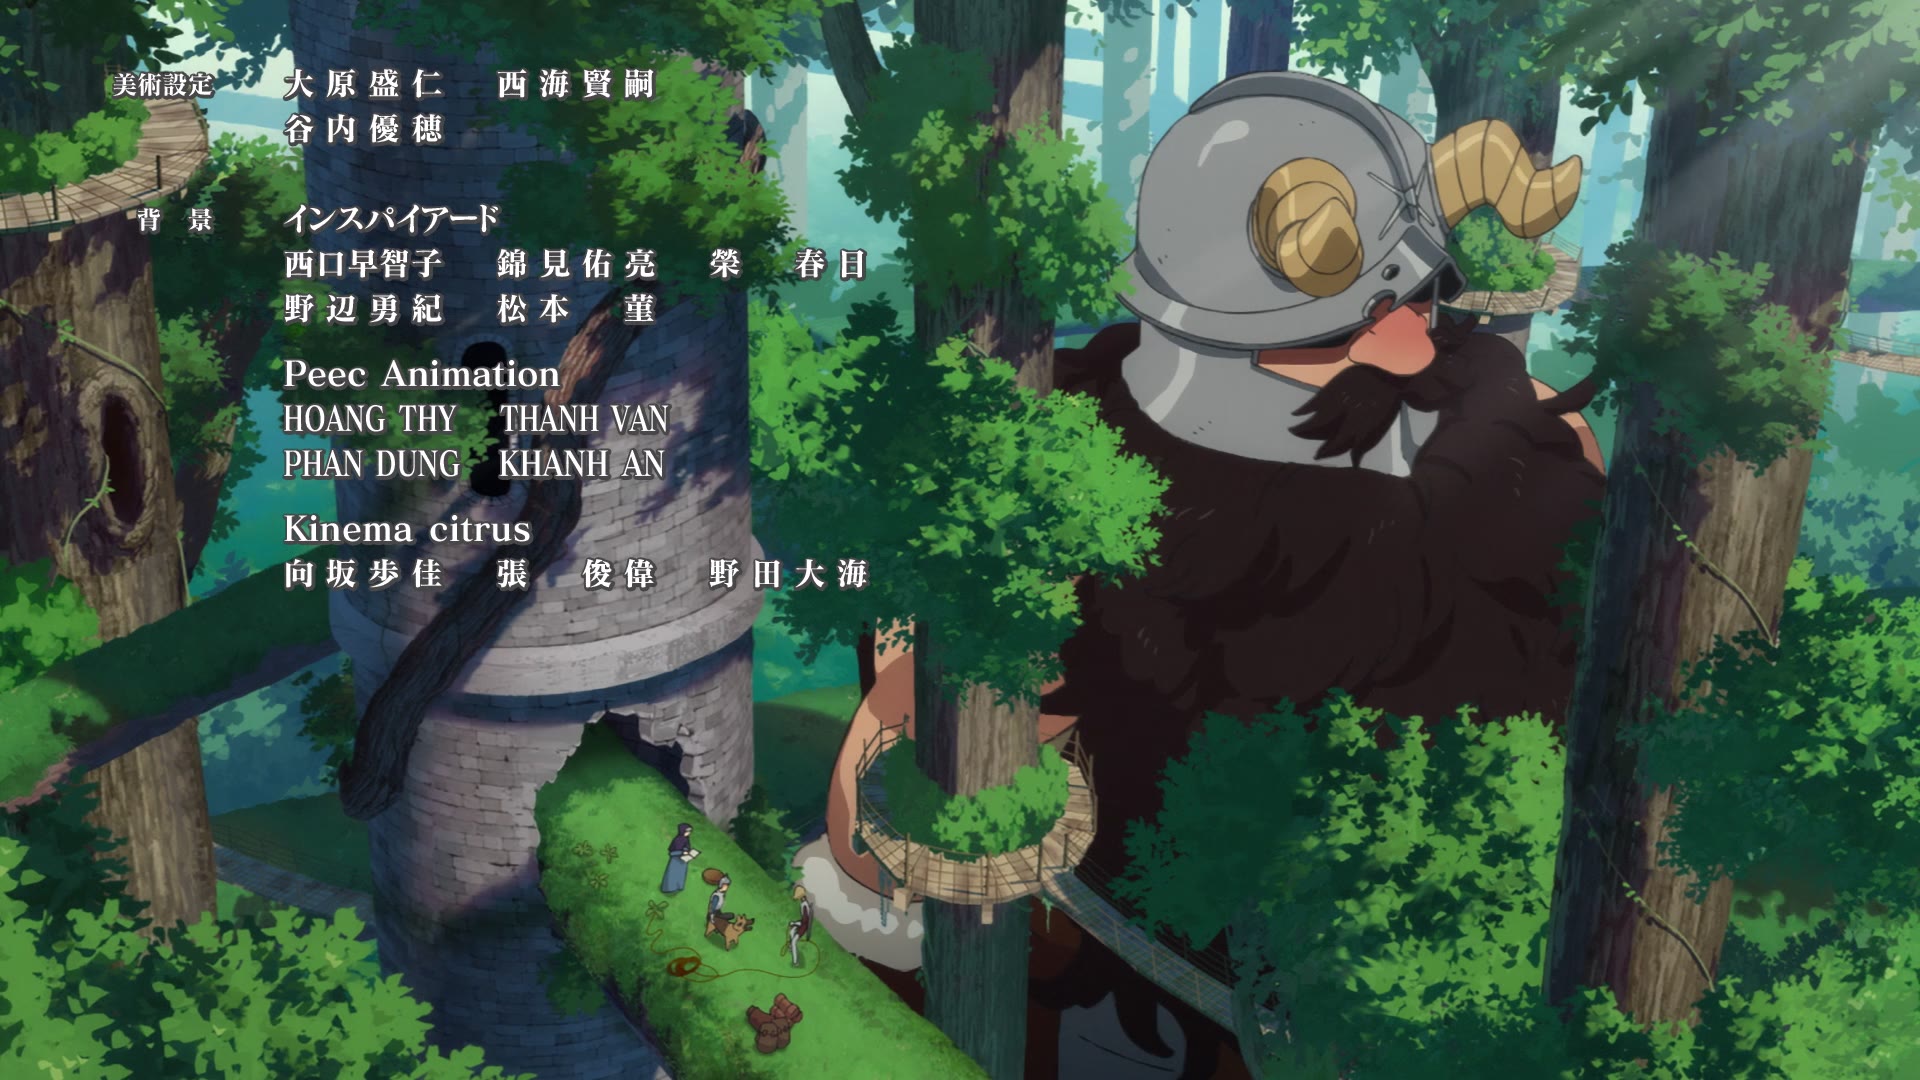 美術設定 大原盛仁 西海賢嗣
谷内優穂
背景 インスパイアード
西口早智子 錦見佑亮 榮春日
野辺勇紀 松本菫
Peec Animation
HOANG THY THANH VAN
PHAN DUNG KHANH AN
Kinema citrus
向坂歩佳 張俊偉 野田大海